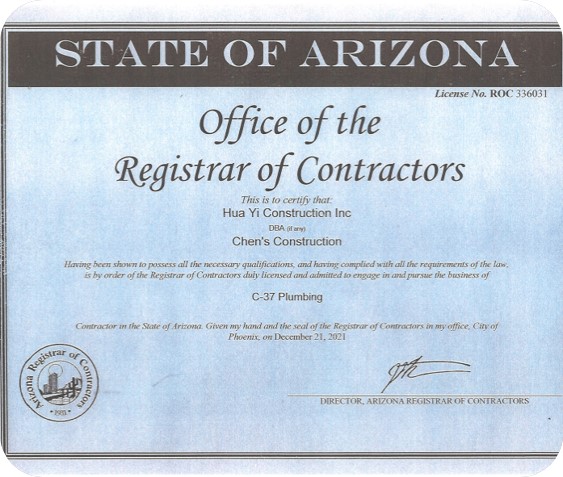 STATE OF ARIZONA
License No. ROC 336031
Office of the
Registrar of Contractors
This is to certify that:
Hua Yi Construction Inc
DBA (if any)
Chen's Construction
Having been shown to possess all the necessary qualifications, and having complied with all the requirements of the law,
is by order of the Registrar of Contractors duly licensed and admitted to engage in and pursue the business of
C-37 Plumbing
Contractor in the State of Arizona. Given my hand and the seal of the Registrar of Contractors in my office, City of
Phoenix, on December 21, 2021
Arizona Registrar of Contractors
• 1931 •
DIRECTOR, ARIZONA REGISTRAR OF CONTRACTORS